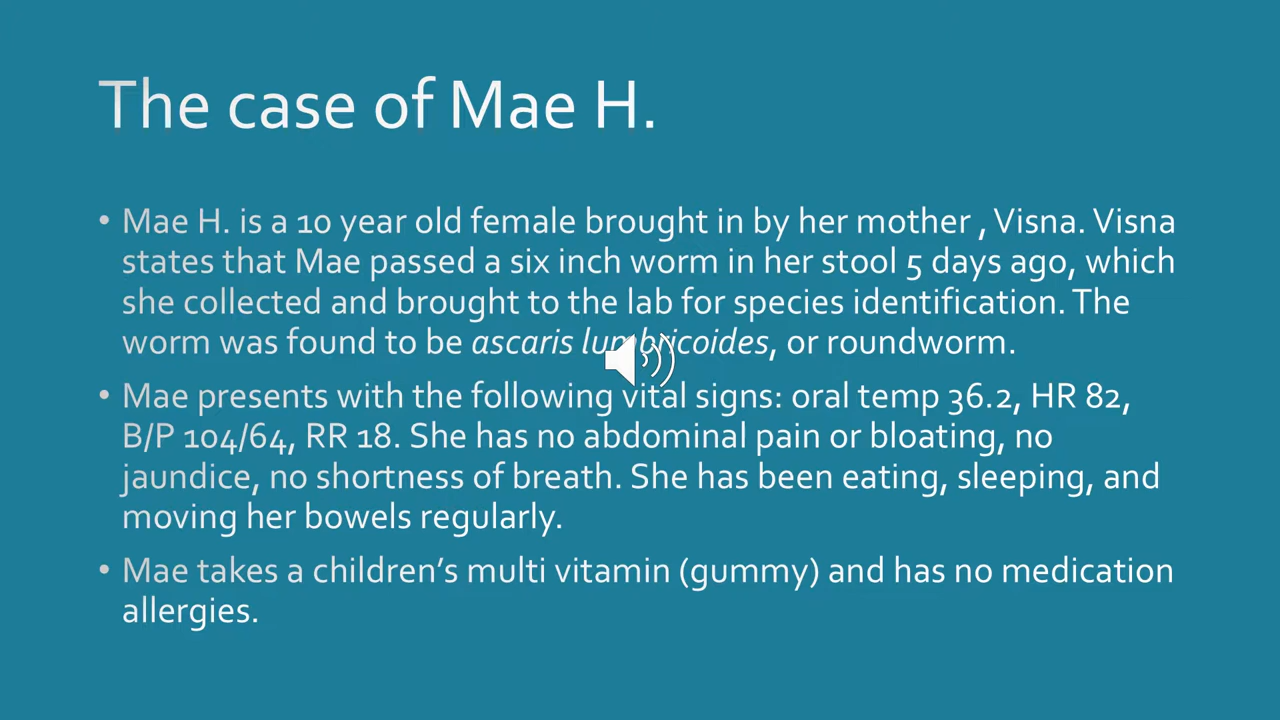 The case of Mae H.
• Mae H. is a 10 year old female brought in by her mother , Visna. Visna
states that Mae passed a six inch worm in her stool 5 days ago, which
she collected and brought to the lab for species identification. The
worm was found to be ascaris lumbricoides, or roundworm.
• Mae presents with the following vital signs: oral temp 36.2, HR 82,
B/P 104/64, RR 18. She has no abdominal pain or bloating, no
jaundice, no shortness of breath. She has been eating, sleeping, and
moving her bowels regularly.
• Mae takes a children’s multi vitamin (gummy) and has no medication
allergies.